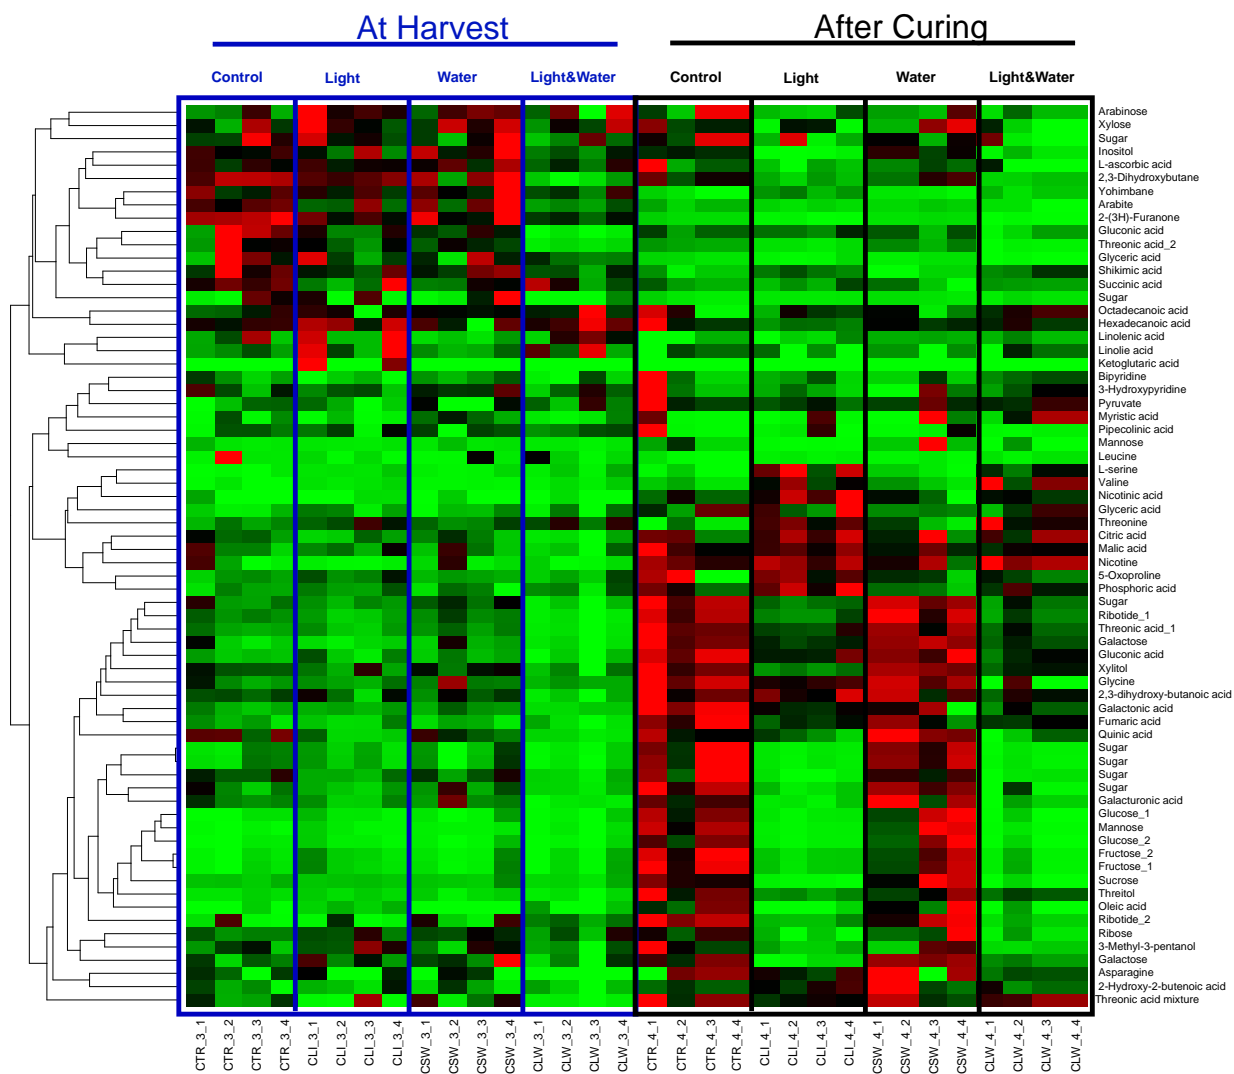 At Harvest
After Curing
Control
Light
Water
Light&Water
Control
Light
Water
Light&Water
Arabinose
Xylose
Sugar
Inositol
L-ascorbic acid
2,3-Dihydroxybutane
Yohimbane
Arabite
2-(3H)-Furanone
Gluconic acid
Threonic acid_2
Glyceric acid
Shikimic acid
Succinic acid
Sugar
Octadecanoic acid
Hexadecanoic acid
Linolenic acid
Linolie acid
Ketoglutaric acid
Bipyridine
3-Hydroxypyridine
Pyruvate
Myristic acid
Pipecolinic acid
Mannose
Leucine
L-serine
Valine
Nicotinic acid
Glyceric acid
Threonine
Citric acid
Malic acid
Nicotine
5-Oxoproline
Phosphoric acid
Sugar
Ribotide_1
Threonic acid_1
Galactose
Gluconic acid
Xylitol
Glycine
2,3-dihydroxy-butanoic acid
Galactonic acid
Fumaric acid
Quinic acid
Sugar
Sugar
Sugar
Sugar
Galacturonic acid
Glucose_1
Mannose
Glucose_2
Fructose_2
Fructose_1
Sucrose
Threitol
Oleic acid
Ribotide_2
Ribose
3-Methyl-3-pentanol
Galactose
Asparagine
2-Hydroxy-2-butenoic acid
Threonic acid mixture
CTR_3_1
CTR_3_2
CTR_3_3
CTR_3_4
CLI_3_1
CLI_3_2
CLI_3_3
CLI_3_4
CSW_3_1
CSW_3_2
CSW_3_3
CSW_3_4
CLW_3_1
CLW_3_2
CLW_3_3
CLW_3_4
CTR_4_1
CTR_4_2
CTR_4_3
CTR_4_4
CLI_4_1
CLI_4_2
CLI_4_3
CLI_4_4
CSW_4_1
CSW_4_2
CSW_4_3
CSW_4_4
CLW_4_1
CLW_4_2
CLW_4_3
CLW_4_4